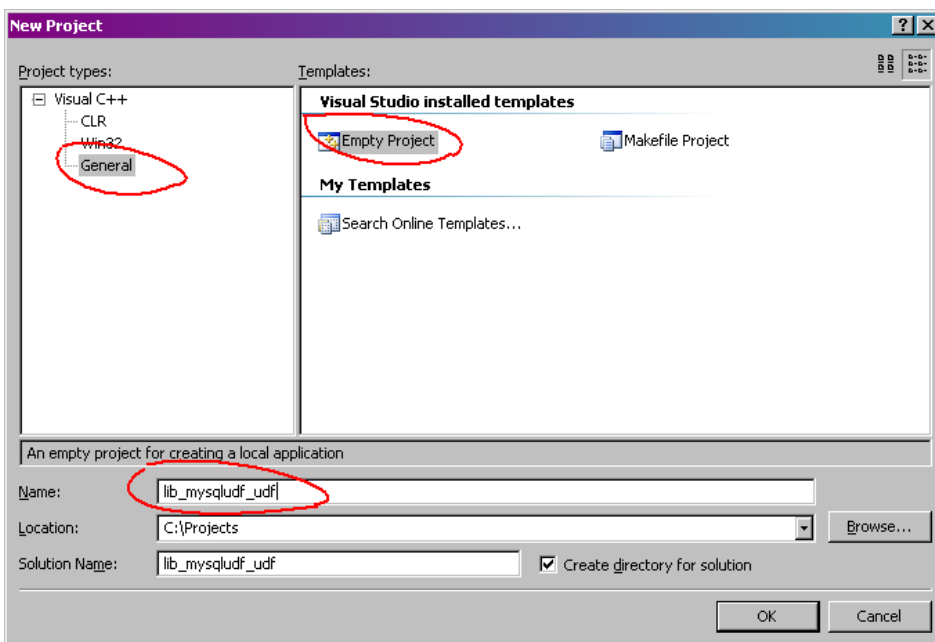 New Project
Project types:
Templates:
Visual C++
CLR
Win32
General
Visual Studio installed templates
Empty Project
Makefile Project
My Templates
Search Online Templates...
An empty project for creating a local application
Name:
lib_mysqludf_udf
Location:
C:\Projects
Browse...
Solution Name:
lib_mysqludf_udf
Create directory for solution
OK
Cancel